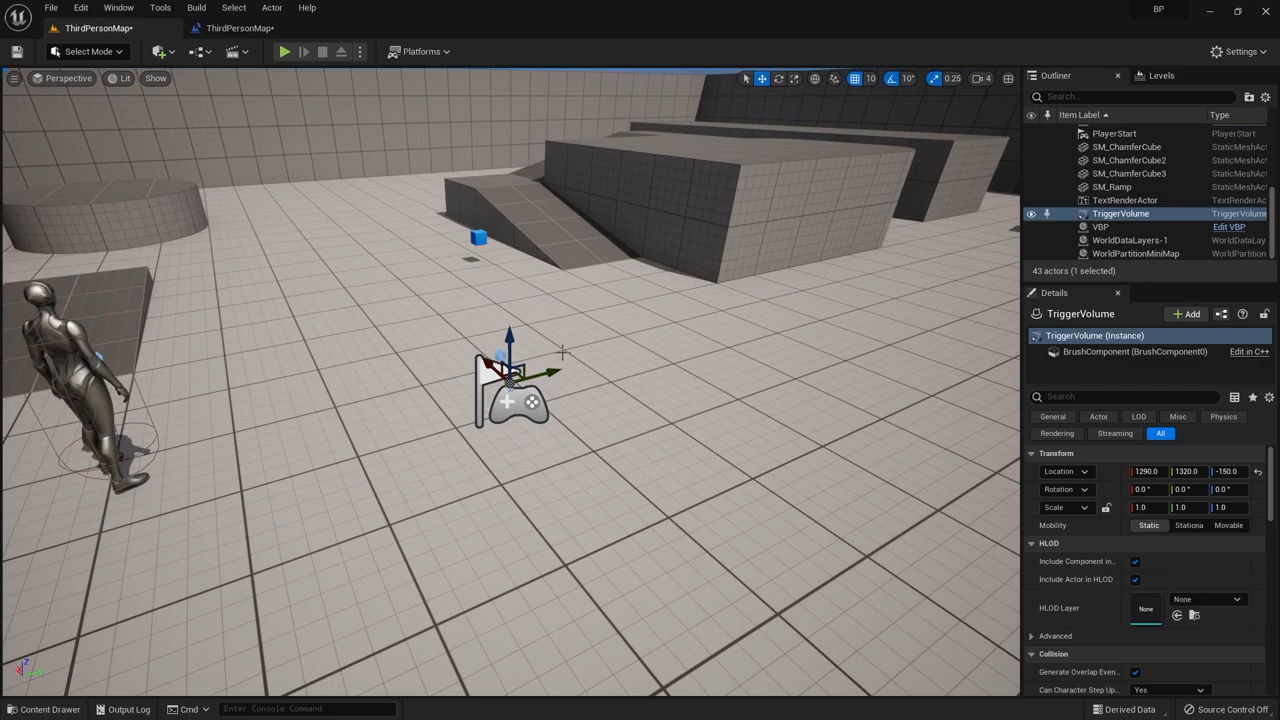 File Edit Window Tools Build Select Actor Help
BP
ThirdPersonMap•
ThirdPersonMap•
Select Mode
Platforms
Settings
Perspective Lit Show
10 10° 0.25 4
Outliner
Levels
Search...
Item Label Type
PlayerStart PlayerStart
SM_ChamferCube StaticMeshAct
SM_ChamferCube2 StaticMeshAct
SM_ChamferCube3 StaticMeshAct
SM_Ramp StaticMeshAct
TextRenderActor TextRenderAc
TriggerVolume TriggerVolume
VBP Edit VBP
WorldDataLayers-1 WorldDataLay
WorldPartitionMiniMap WorldPartition
43 actors (1 selected)
Details
TriggerVolume
Add
TriggerVolume (Instance)
BrushComponent (BrushComponent0) Edit in C++
Search
General Actor LOD Misc Physics
Rendering Streaming All
Transform
Location 1290.0 1320.0 -150.0
Rotation 0.0 ° 0.0 ° 0.0 °
Scale 1.0 1.0 1.0
Mobility Static Stationa Movable
HLOD
Include Component in...
Include Actor in HLOD
HLOD Layer None None
Advanced
Collision
Generate Overlap Even...
Can Character Step Up... Yes
Z
X Y
Content Drawer Output Log Cmd Enter Console Command
Derived Data Source Control Off